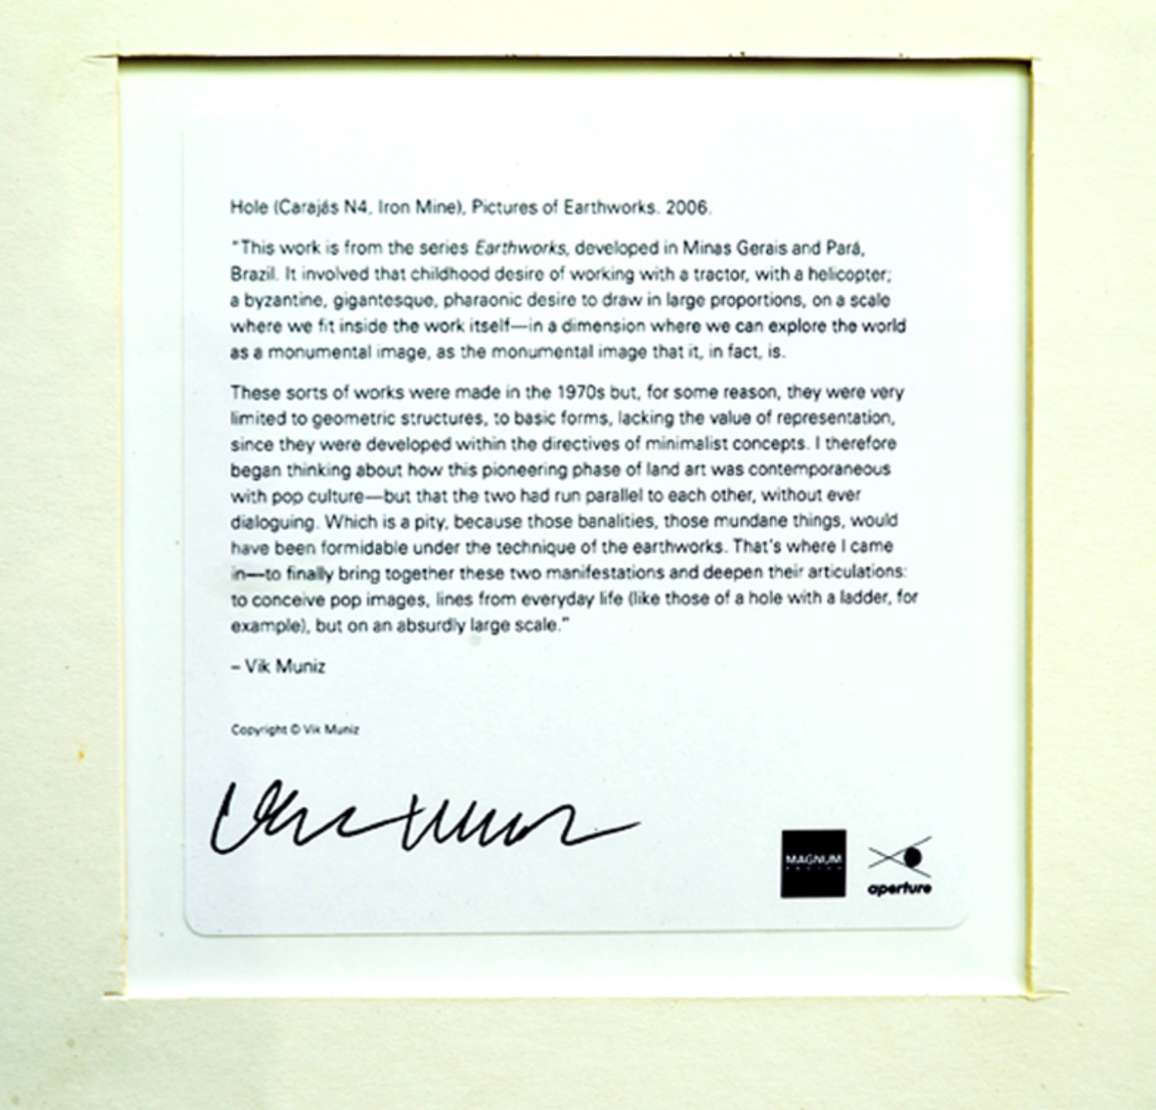 Hole (Carajás N4, Iron Mine), Pictures of Earthworks. 2006.
"This work is from the series Earthworks, developed in Minas Gerais and Pará,
Brazil. It involved that childhood desire of working with a tractor, with a helicopter;
a byzantine, gigantesque, pharaonic desire to draw in large proportions, on a scale
where we fit inside the work itself—in a dimension where we can explore the world
as a monumental image, as the monumental image that it, in fact, is.
These sorts of works were made in the 1970s but, for some reason, they were very
limited to geometric structures, to basic forms, lacking the value of representation,
since they were developed within the directives of minimalist concepts. I therefore
began thinking about how this pioneering phase of land art was contemporaneous
with pop culture—but that the two had run parallel to each other, without ever
dialoguing. Which is a pity, because those banalities, those mundane things, would
have been formidable under the technique of the earthworks. That's where I came
in—to finally bring together these two manifestations and deepen their articulations:
to conceive pop images, lines from everyday life (like those of a hole with a ladder, for
example), but on an absurdly large scale."
– Vik Muniz
Copyright © Vik Muniz
MAGNUM
aperture